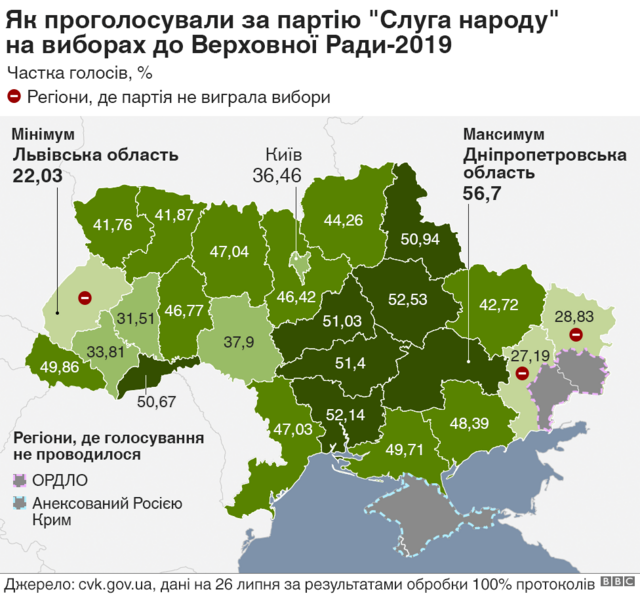 Як проголосували за партію "Слуга народу"
на виборах до Верховної Ради-2019
Частка голосів, %
Регіони, де партія не виграла вибори
Мінімум
Львівська область
22,03
Київ
36,46
Максимум
Дніпропетровська
область
56,7
41,76
41,87
47,04
44,26
50,94
46,42
52,53
42,72
28,83
31,51
46,77
51,03
33,81
37,9
51,4
27,19
49,86
50,67
47,03
52,14
48,39
49,71
Регіони, де голосування
не проводилося
ОРДЛО
Анексований Росією
Крим
Джерело: cvk.gov.ua, дані на 26 липня за результатами обробки 100% протоколів
BBC